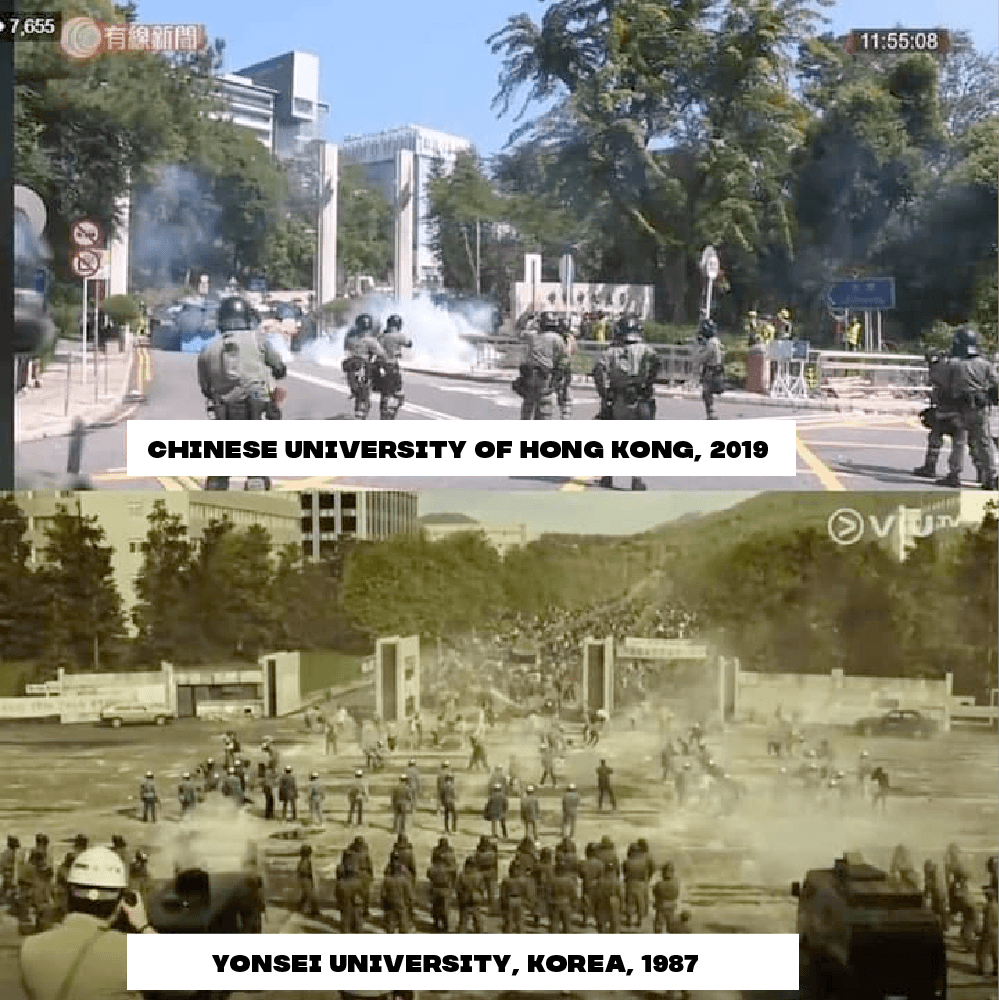 7,655
有線新聞
11:55:08
CHINESE UNIVERSITY OF HONG KONG, 2019
VIUTV
YONSEI UNIVERSITY, KOREA, 1987